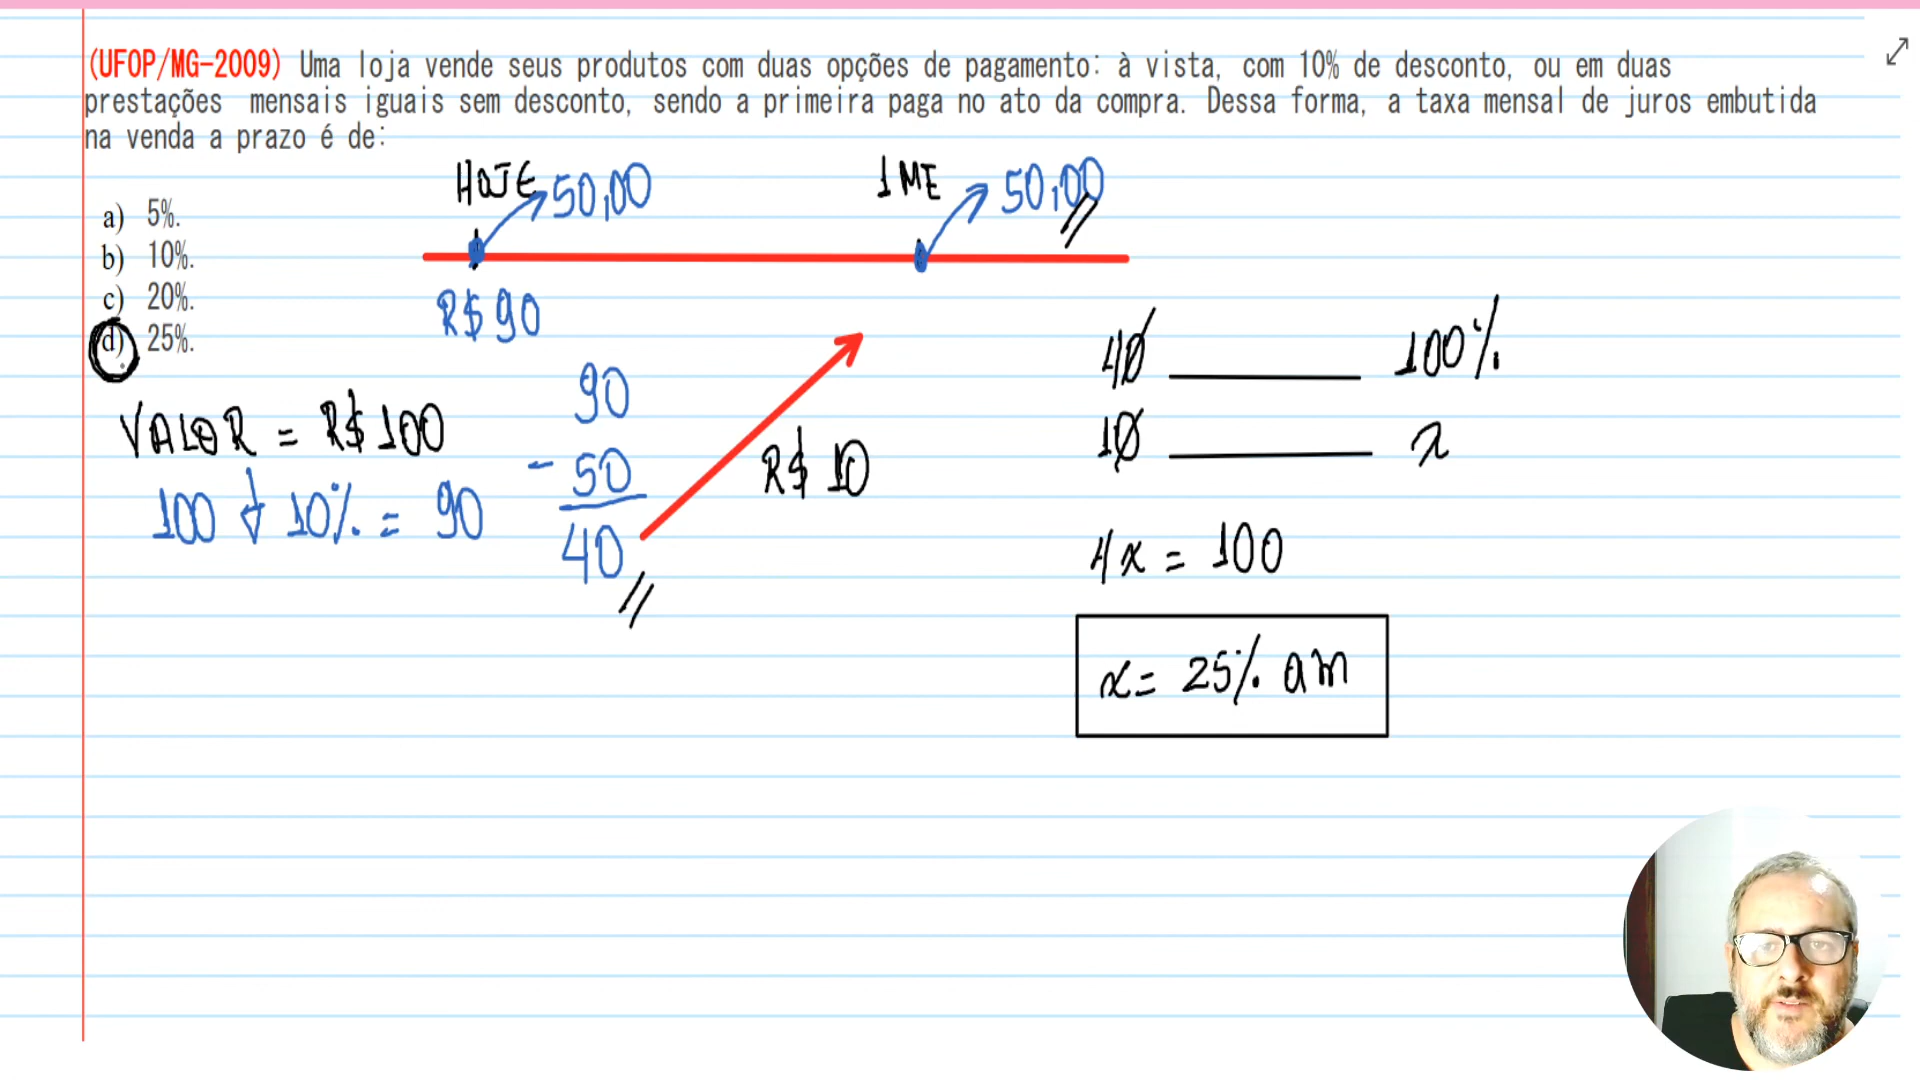 (UFOP/MG-2009) Uma loja vende seus produtos com duas opções de pagamento: à vista, com 10% de desconto, ou em duas
prestações mensais iguais sem desconto, sendo a primeira paga no ato da compra. Dessa forma, a taxa mensal de juros embutida
na venda a prazo é de:
HOJE 50,00
1 ME 50,00
a) 5%.
b) 10%.
c) 20%.
d) 25%.
R$ 90
VALOR = R$ 100
100 ↓ 10% = 90
90
- 50
40
R$ 10
40 100%
10 x
4x = 100
x = 25% am